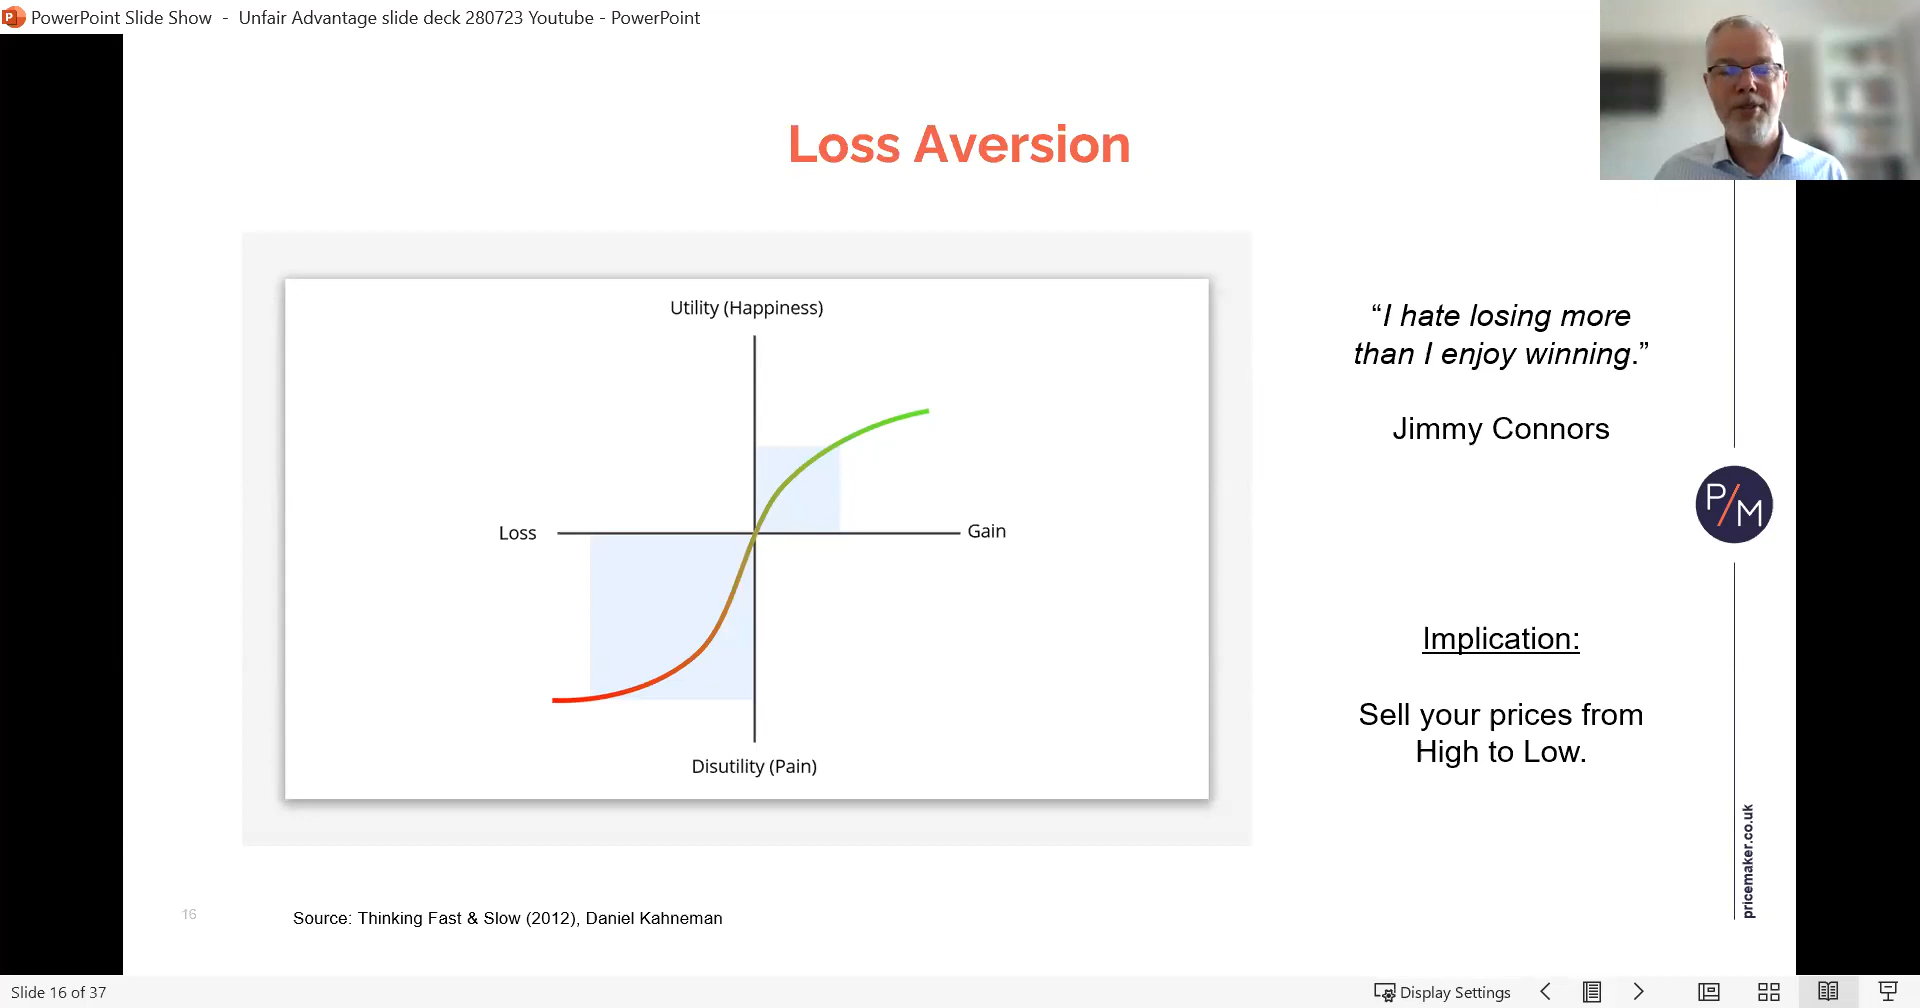 PowerPoint Slide Show - Unfair Advantage slide deck 280723 Youtube - PowerPoint
Loss Aversion
Utility (Happiness)
Loss
Gain
Disutility (Pain)
“I hate losing more
than I enjoy winning.”
Jimmy Connors
P/M
Implication:
Sell your prices from
High to Low.
pricemaker.co.uk
16
Source: Thinking Fast & Slow (2012), Daniel Kahneman
Slide 16 of 37
Display Settings